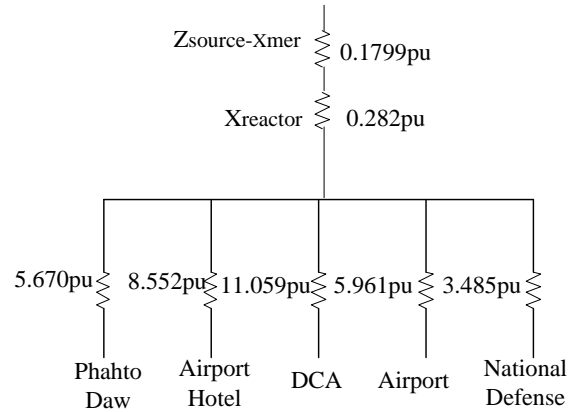 Zsource-Xmer
0.1799pu
Xreactor
0.282pu
5.670pu
8.552pu
11.059pu
5.961pu
3.485pu
Phahto
Daw
Airport
Hotel
DCA
Airport
National
Defense